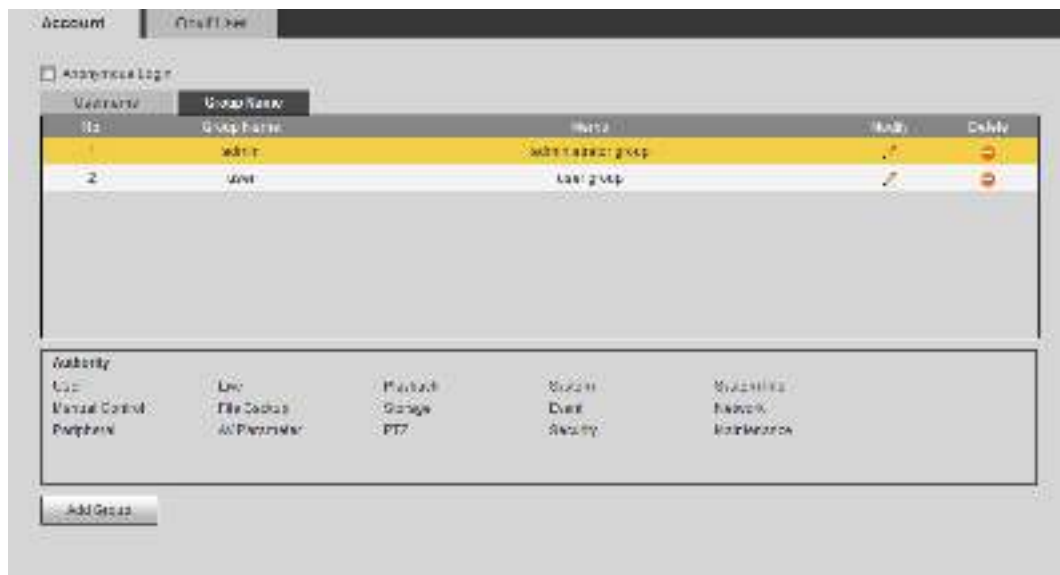 Account Onvif User
Anonymous Login
Username Group Name
No. Group Name Memo Modify Delete
1 admin administrator group
2 user user group
Authority
User Live Playback System System Info
Manual Control File Backup Storage Event Network
Peripheral AV Parameter PTZ Security Maintenance
Add Group